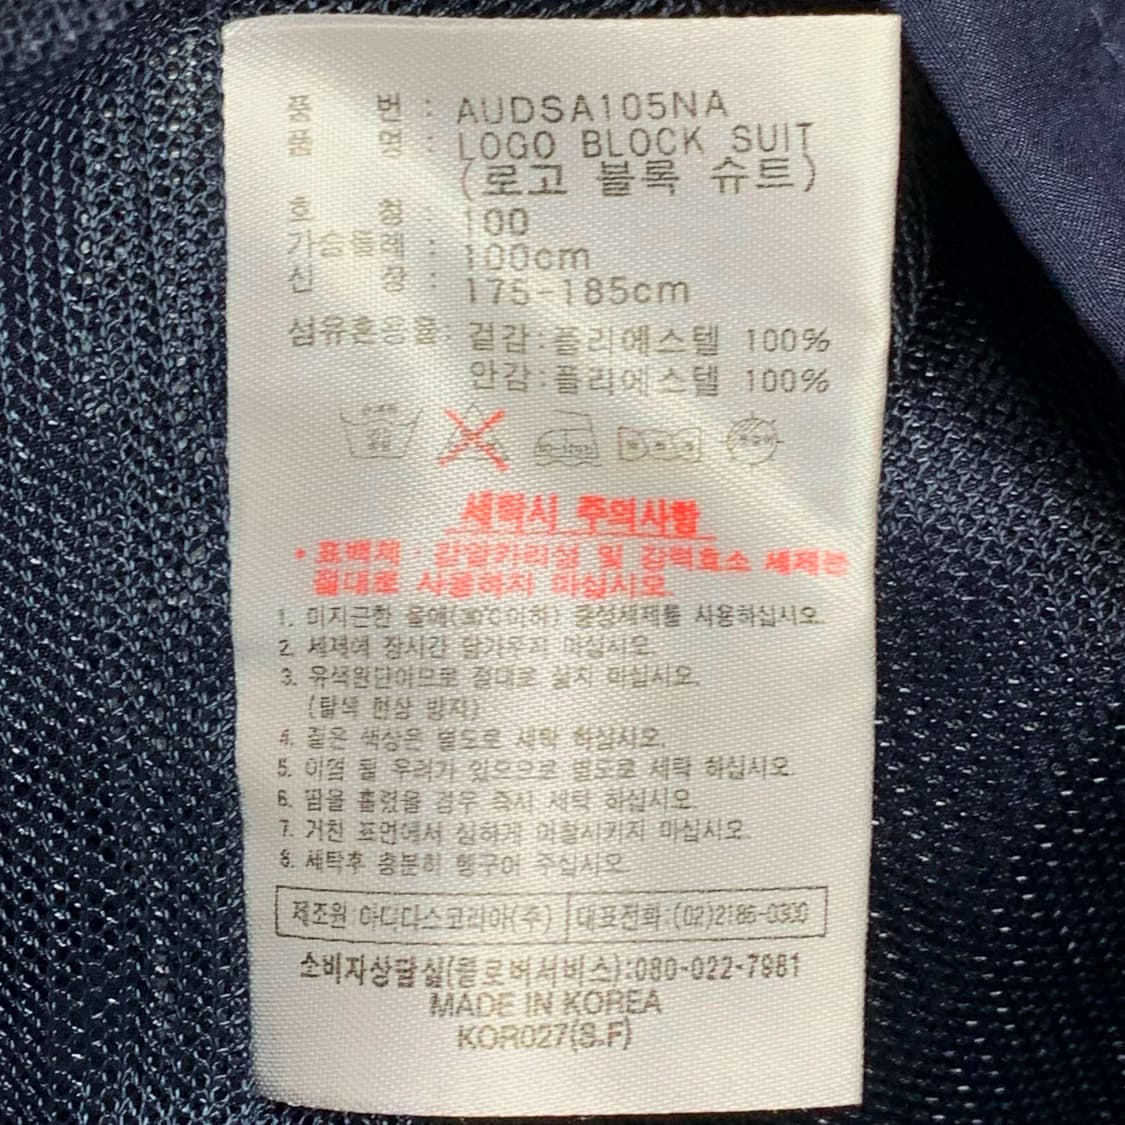 품 번 : AUDSA105NA
품 명 : LOGO BLOCK SUIT
(로고 블록 슈트)
호 칭 : 100
가슴둘레 : 100cm
신 장 : 175-185cm
섬유혼용율: 겉감:폴리에스텔 100%
안감:폴리에스텔 100%
세탁시 주의사항
* 표백제 · 강알카리성 및 강력효소 세제는
절대로 사용하지 마십시오.
1. 미지근한 물에(30℃이하) 중성세제를 사용하십시오.
2. 세제에 장시간 담가두지 마십시오.
3. 유색원단이므로 절대로 삶지 마십시오.
(탈색 현상 방지)
4. 짙은 색상은 별도로 세탁 하십시오.
5. 이염 될 우려가 있으므로 별도로 세탁 하십시오.
6. 땀을 흘렸을 경우 즉시 세탁 하십시오.
7. 거친 표면에서 심하게 마찰시키지 마십시오.
8. 세탁후 충분히 헹구어 주십시오.
제조원:아디다스코리아(주) 대표전화:(02)2186-0300
소비자상담실(윌로버서비스):080-022-7981
MADE IN KOREA
KOR027(S.F)